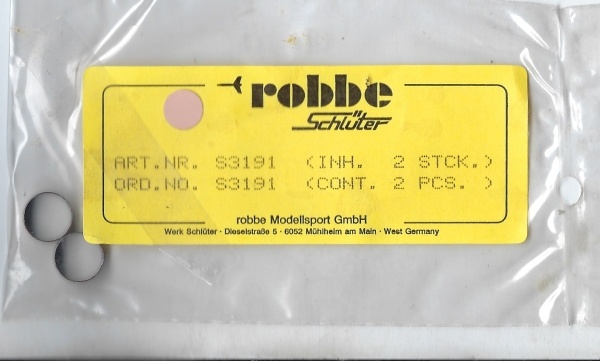 robbe
Schlüter
ART.NR. S3191 (INH. 2 STCK.)
ORD.NO. S3191 (CONT. 2 PCS. )
robbe Modellsport GmbH
Werk Schlüter · Dieselstraße 5 · 6052 Mühlheim am Main · West Germany